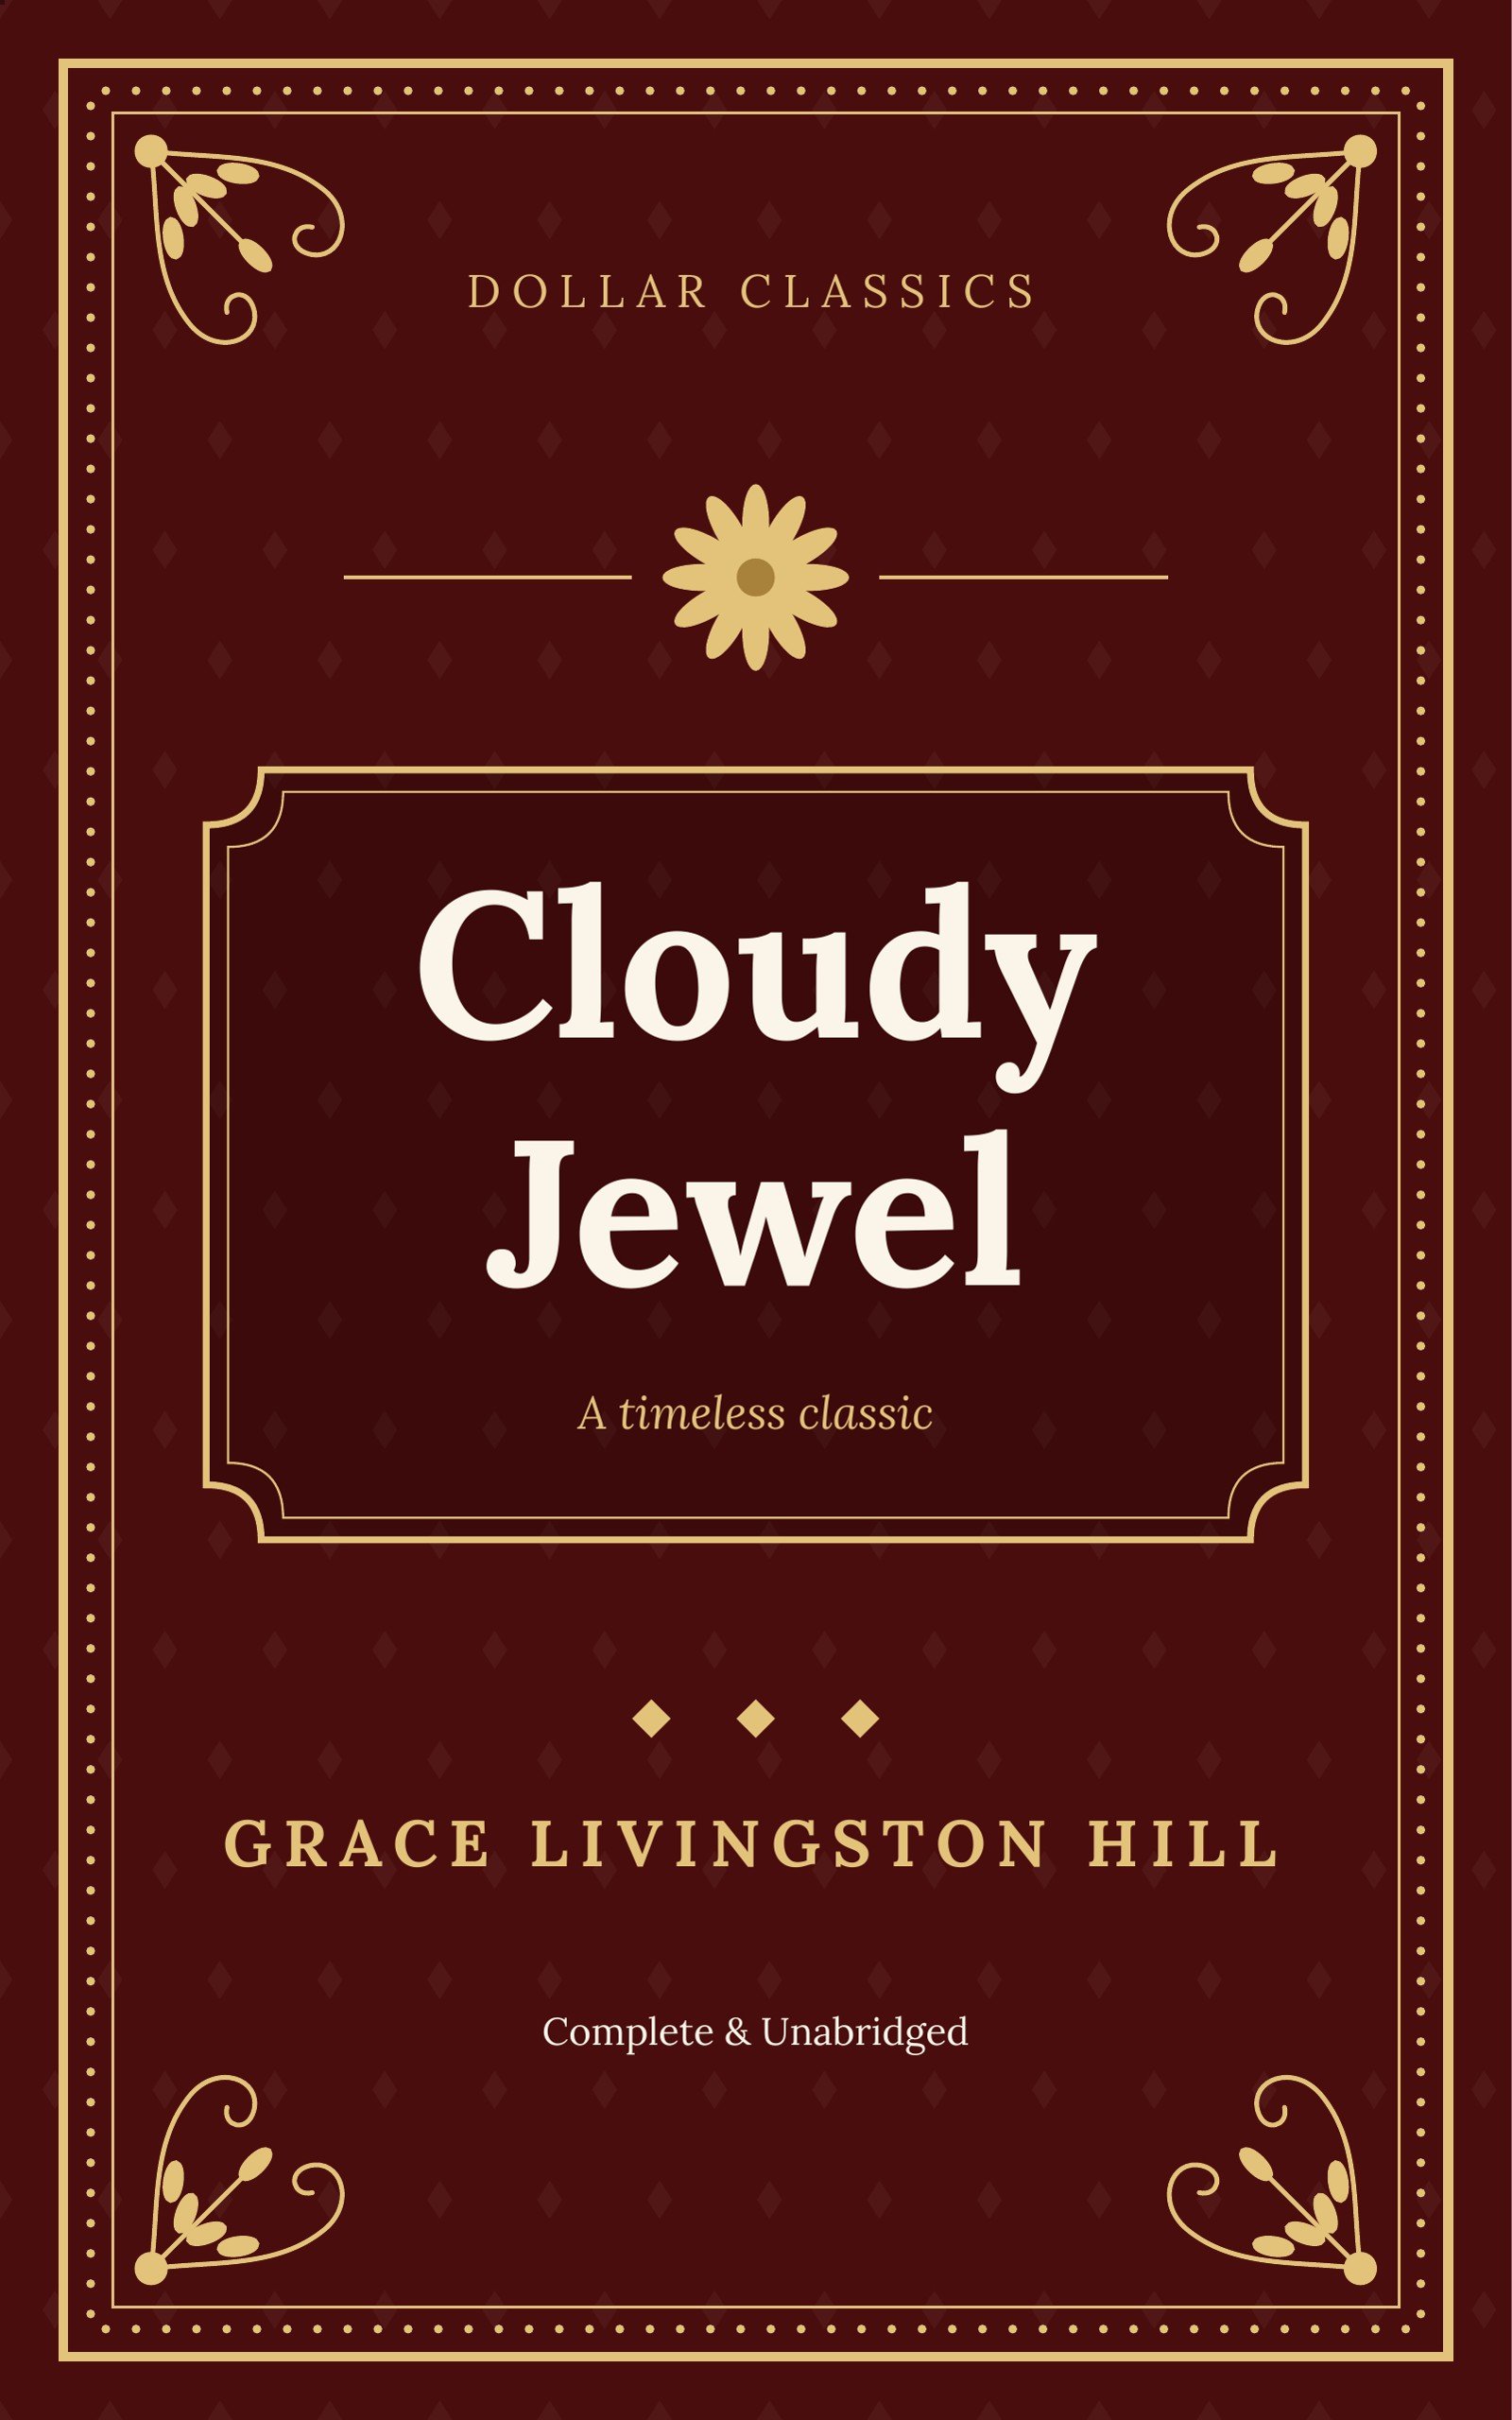 DOLLAR CLASSICS
Cloudy
Jewel
A timeless classic
GRACE LIVINGSTON HILL
Complete & Unabridged